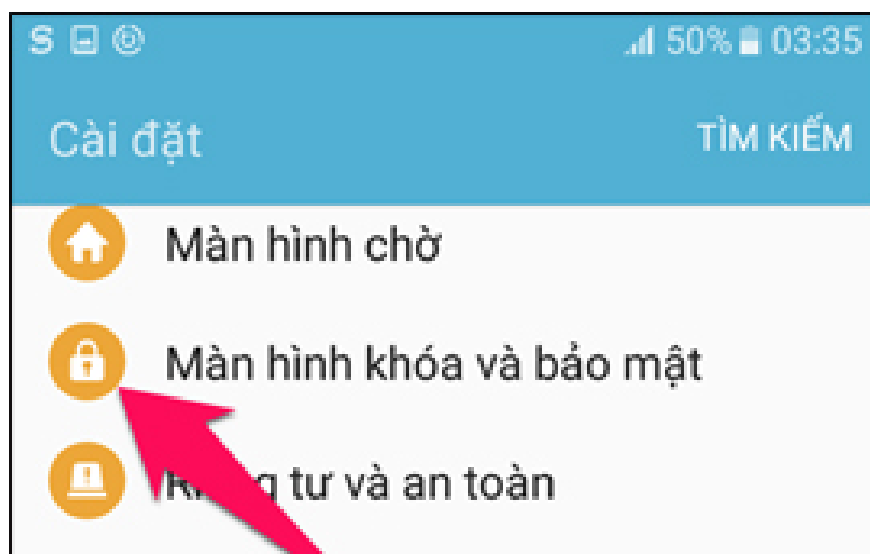 50% 03:35
Cài đặt TÌM KIẾM
Màn hình chờ
Màn hình khóa và bảo mật
tư và an toàn